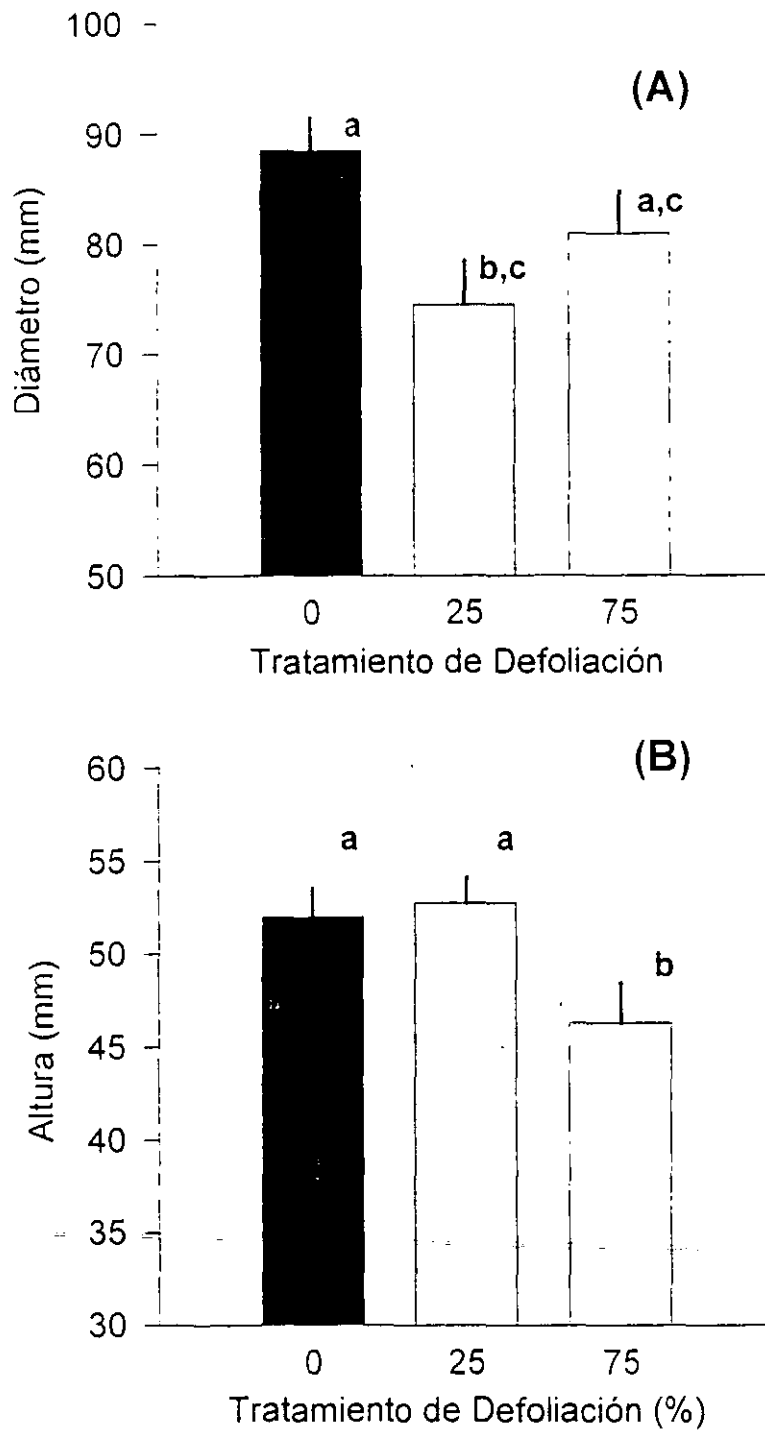 100
(A)
90
a
a,c
80
b,c
70
60
50
Diámetro (mm)
0 25 75
Tratamiento de Defoliación
(B)
60
a a
55
50
b
45
40
35
30
Altura (mm)
0 25 75
Tratamiento de Defoliación (%)